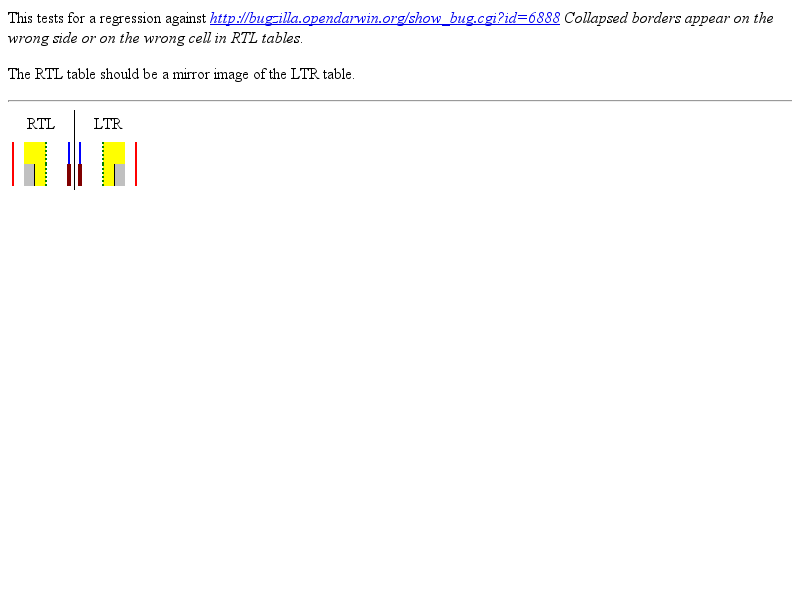 This tests for a regression against http://bugzilla.opendarwin.org/show_bug.cgi?id=6888 Collapsed borders appear on the
wrong side or on the wrong cell in RTL tables.
The RTL table should be a mirror image of the LTR table.
RTL LTR